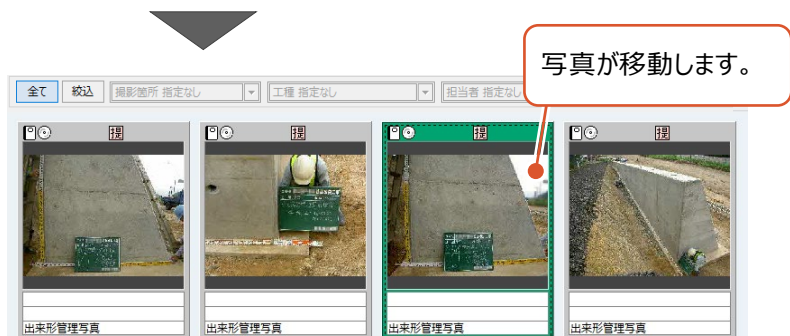 写真が移動します。
全て 絞込 撮影箇所 指定なし 工種 指定なし 担当者 指定なし
提 提 提 提
出来形管理写真 出来形管理写真 出来形管理写真 出来形管理写真